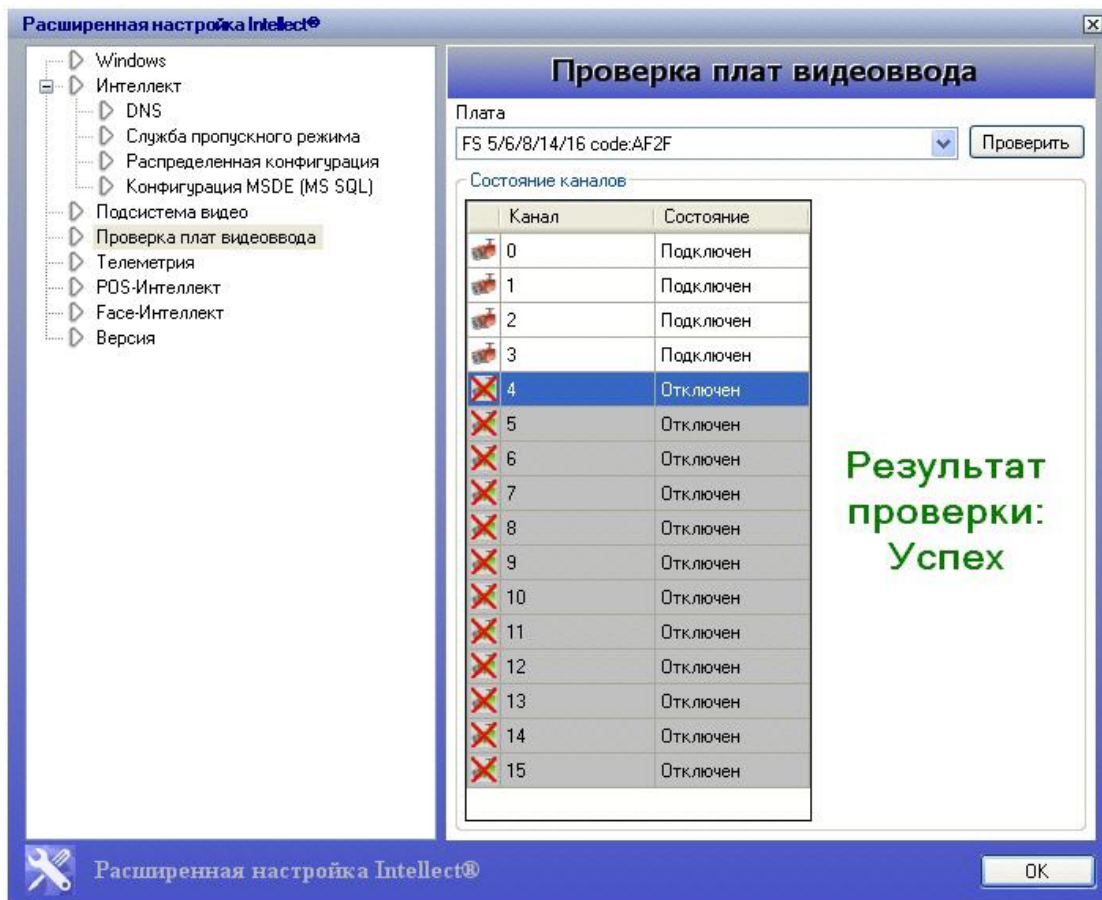 Расширенная настройка Intellect®
Windows
Интеллект
DNS
Служба пропускного режима
Распределенная конфигурация
Конфигурация MSDE (MS SQL)
Подсистема видео
Проверка плат видеоввода
Телеметрия
POS-Интеллект
Face-Интеллект
Версия
Проверка плат видеоввода
Плата
FS 5/6/8/14/16 code:AF2F
Проверить
Состояние каналов
Канал Состояние
0 Подключен
1 Подключен
2 Подключен
3 Подключен
4 Отключен
5 Отключен
6 Отключен
7 Отключен
8 Отключен
9 Отключен
10 Отключен
11 Отключен
12 Отключен
13 Отключен
14 Отключен
15 Отключен
Результат
проверки:
Успех
Расширенная настройка Intellect®
OK